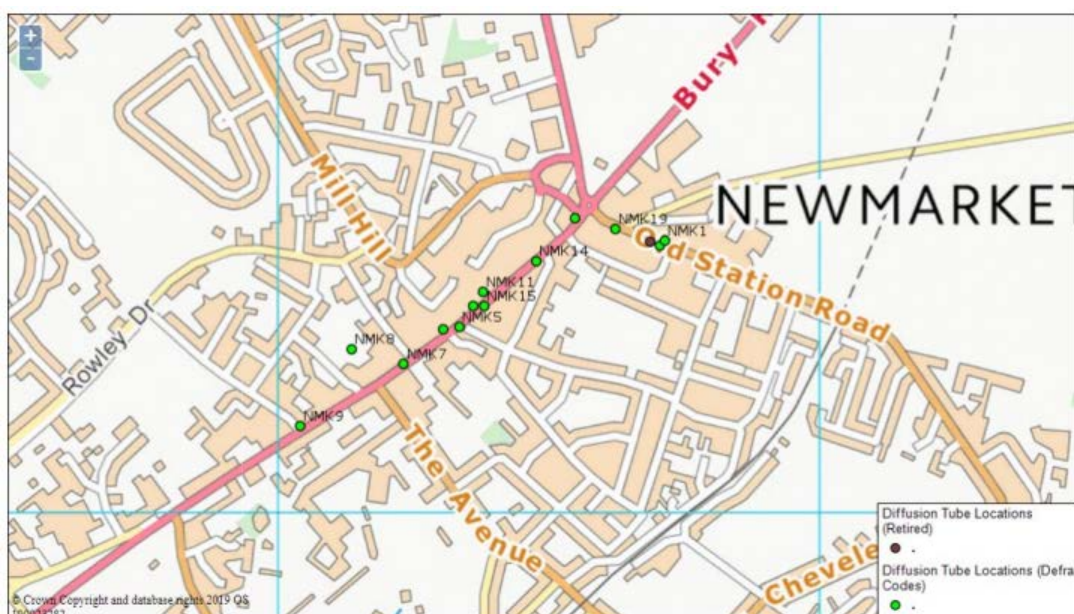 +
-
Bury
NEWMARKET
Mill Hill
NMK19
NMK1
Old Station Road
NMK14
NMK11
NMK15
NMK5
NMK8
NMK7
Rowley Dr
NMK9
The Avenue
Diffusion Tube Locations
(Retired)
.
Diffusion Tube Locations (Defra
Codes)
.
© Crown Copyright and database rights 2019 OS